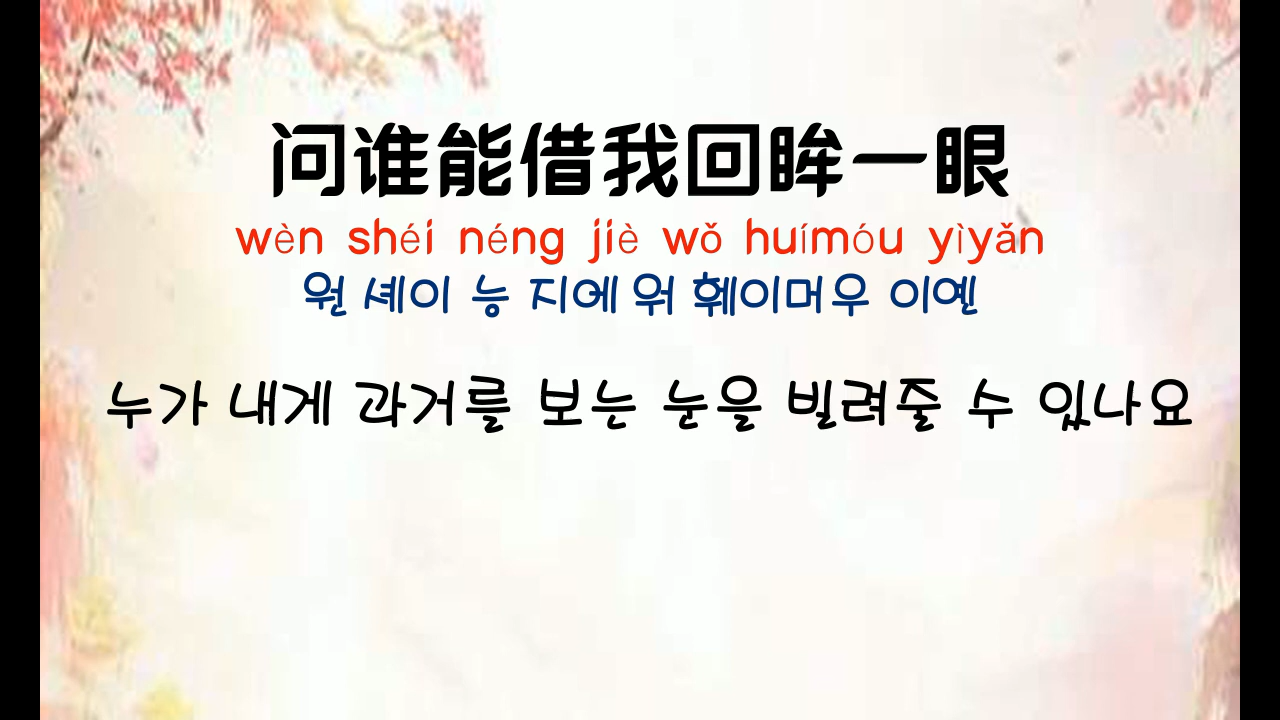 问谁能借我回眸一眼
wèn shéi néng jiè wǒ huímóu yìyǎn
원 셰이 능 지에 워 훼이머우 이옌
누가 내게 과거를 보는 눈을 빌려줄 수 있나요